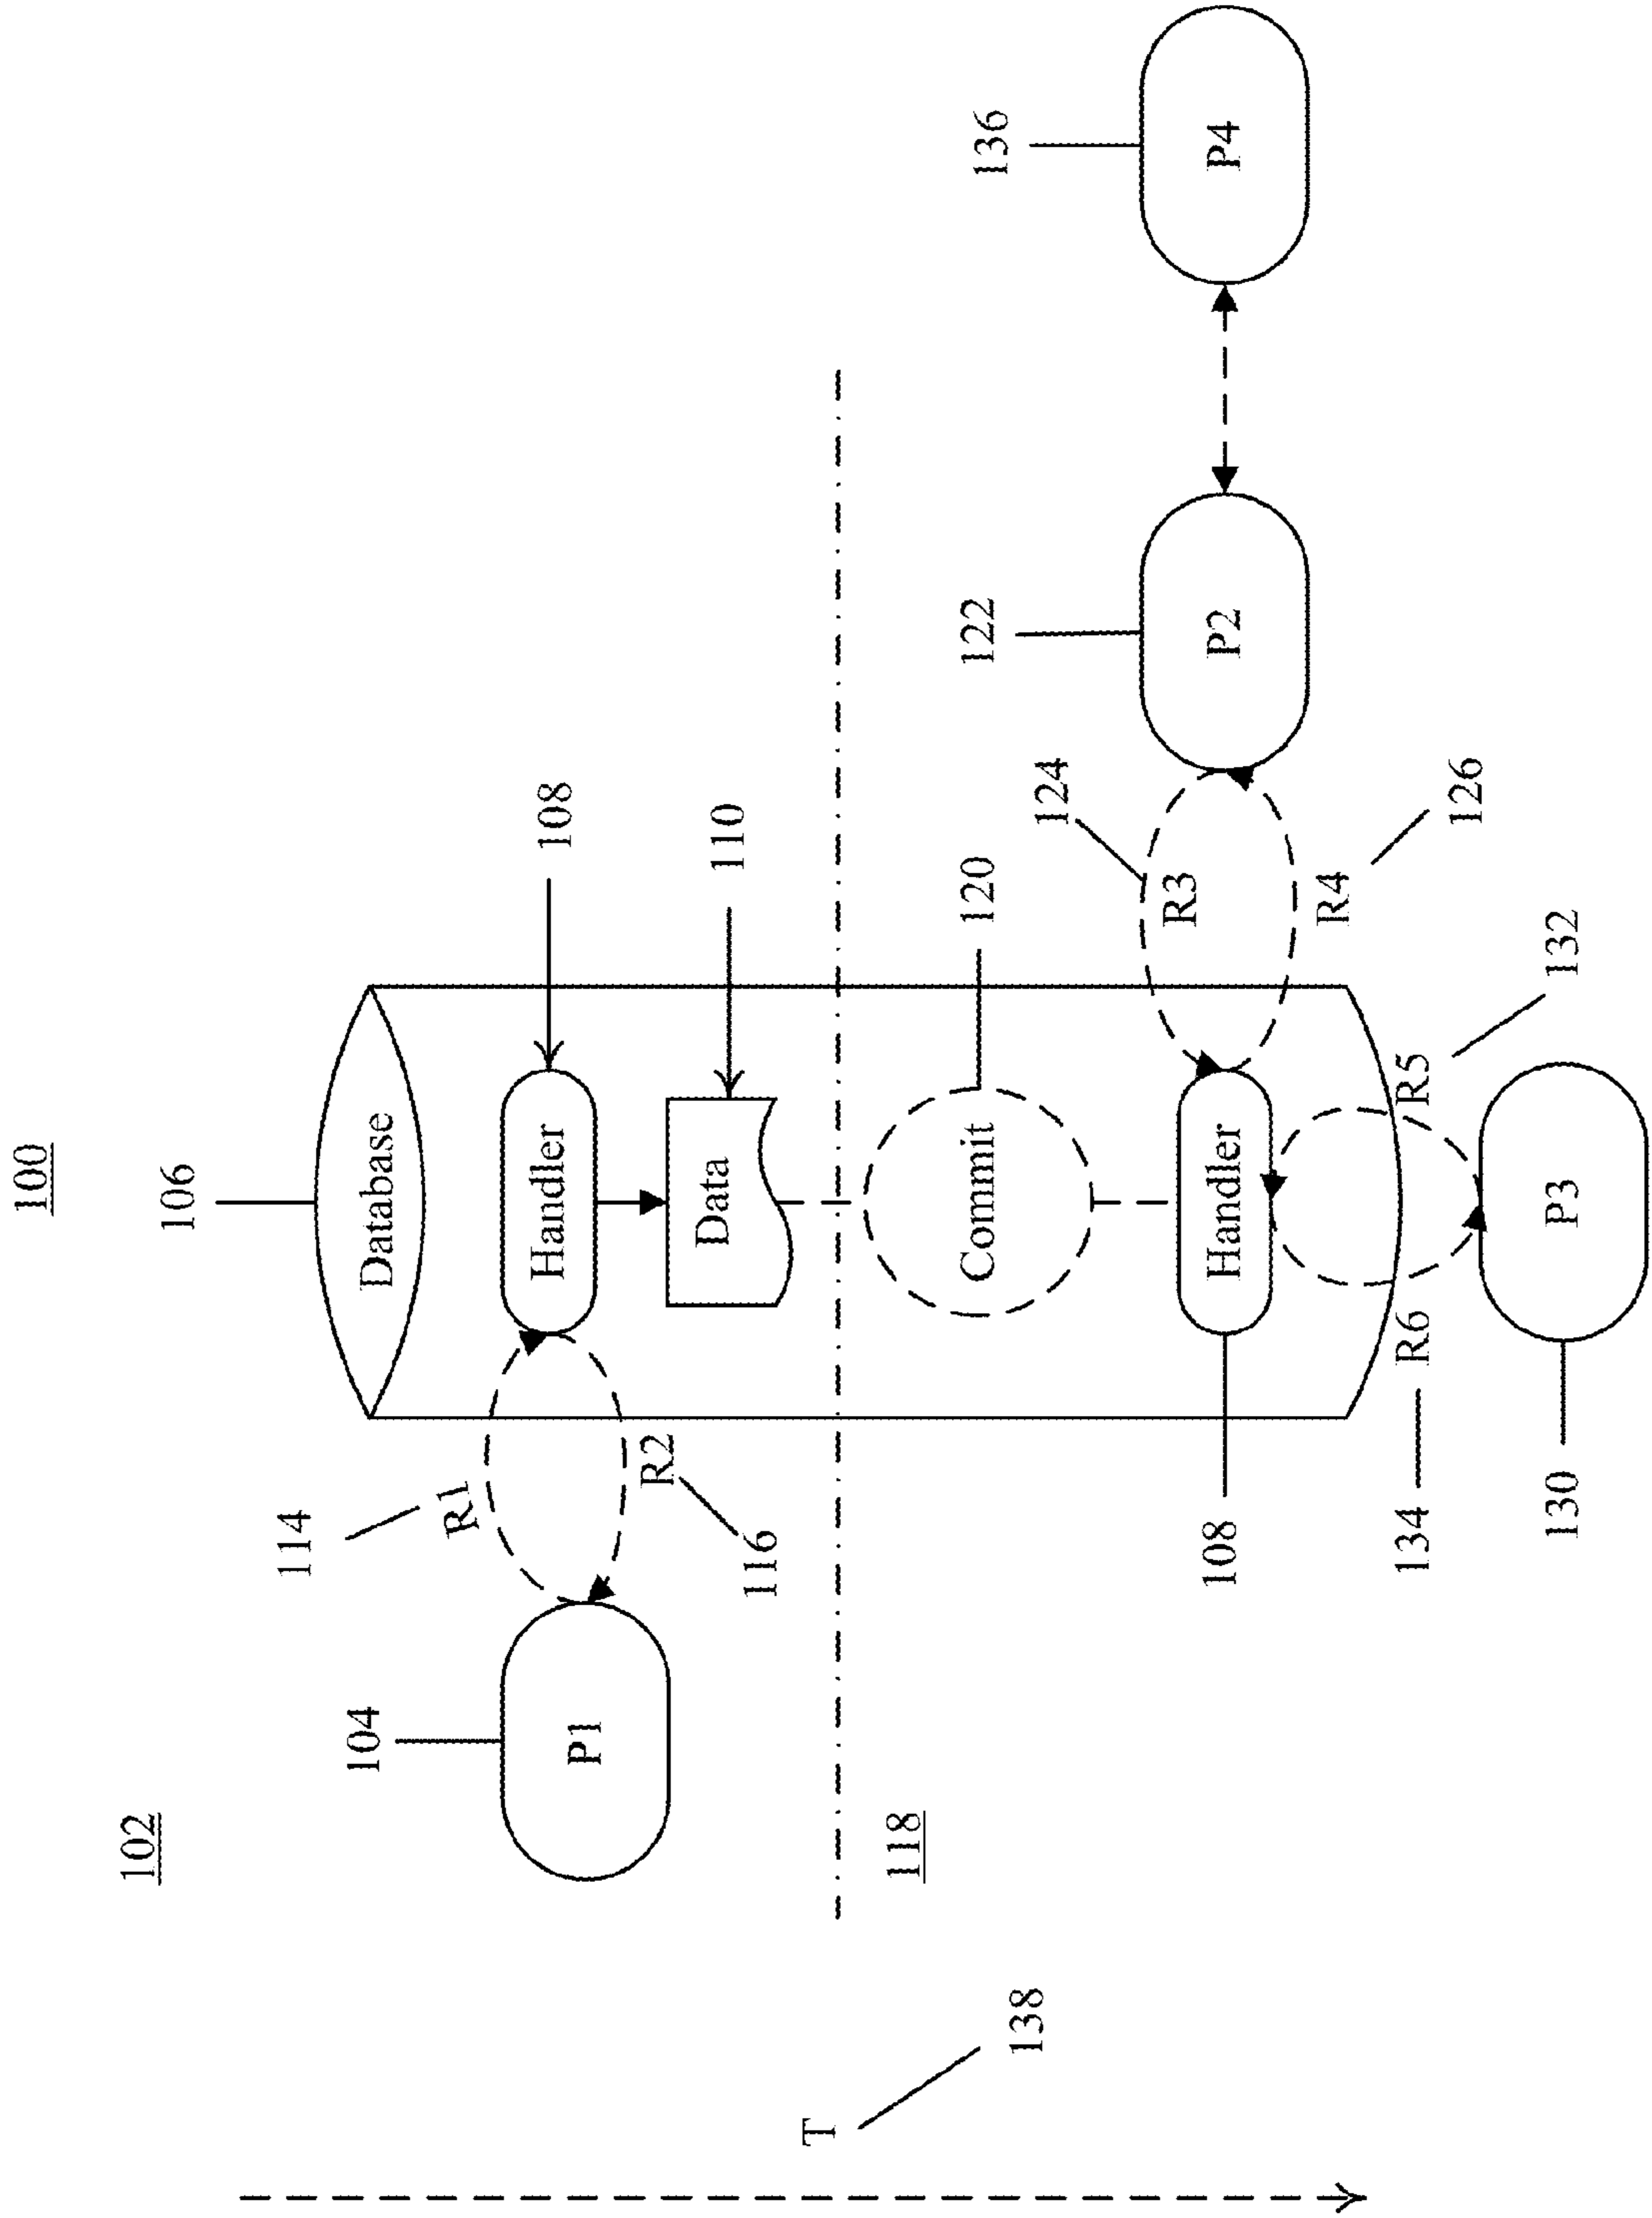 100
102
106
Database
104
P1
114
R1
R2
116
Handler
108
Data
110
118
Commit
120
T
138
Handler
108
R3
124
R4
126
P2
122
P4
136
R5
132
R6
134
P3
130